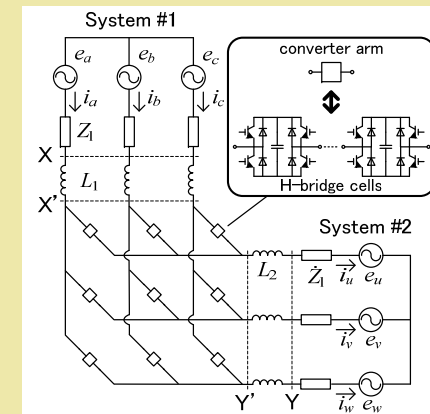 System #1
converter arm
e_a e_b e_c
i_a i_b i_c
Z_1
X
L_1
X'
H-bridge cells
System #2
L_2 Ż_1 i_u e_u
i_v e_v
Y' Y i_w e_w